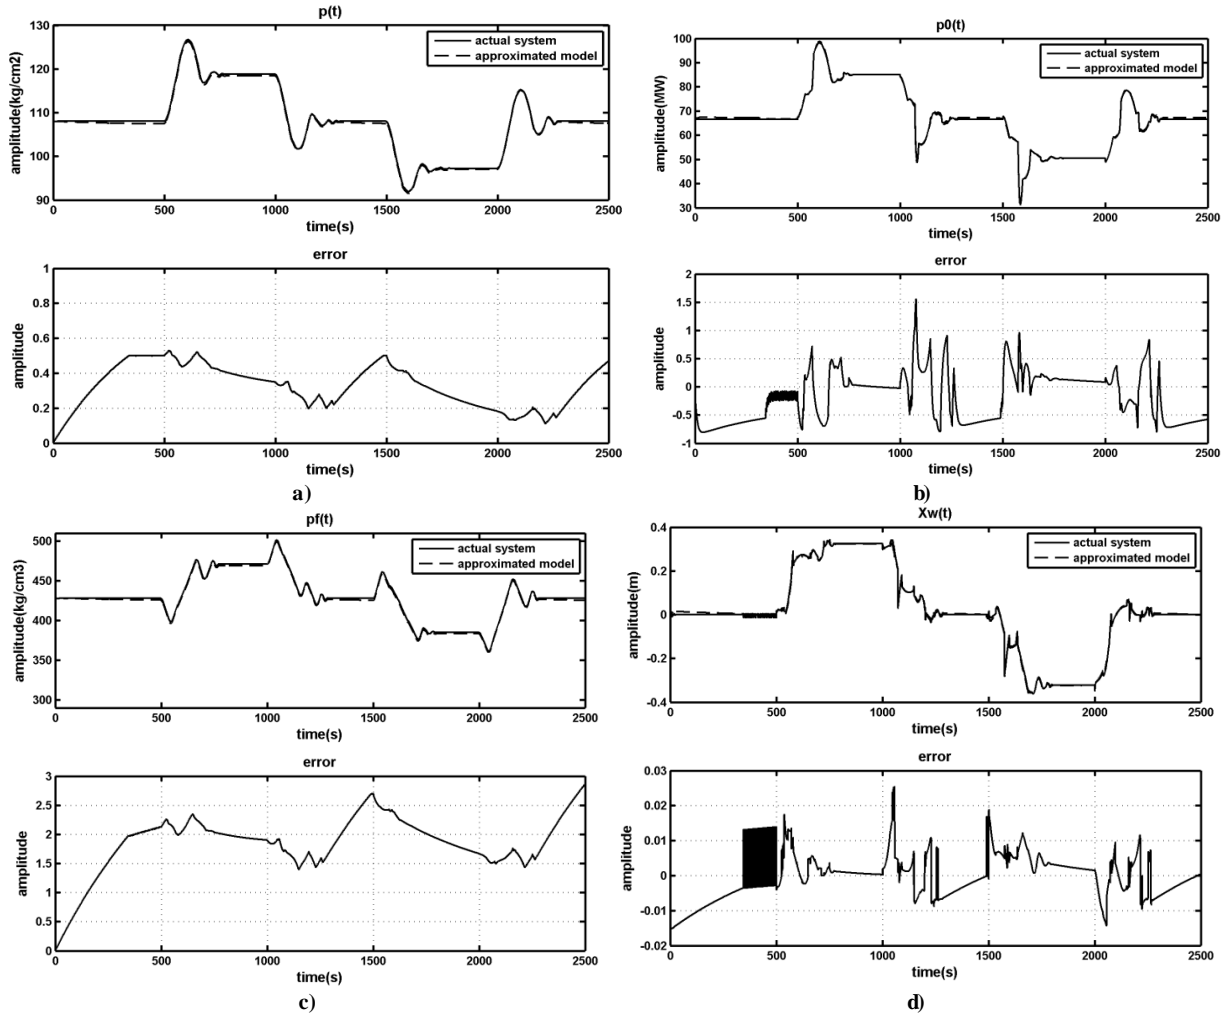 p(t)
amplitude(kg/cm2)
130
120
110
100
90
actual system
approximated model
0 500 1000 1500 2000 2500
time(s)
error
amplitude
1
0.8
0.6
0.4
0.2
0
0 500 1000 1500 2000 2500
time(s)
a)
p0(t)
amplitude(MW)
100
90
80
70
60
50
40
30
actual system
approximated model
0 500 1000 1500 2000 2500
time(s)
error
amplitude
2
1.5
1
0.5
0
-0.5
-1
0 500 1000 1500 2000 2500
time(s)
b)
pf(t)
amplitude(kg/cm3)
500
450
400
350
300
actual system
approximated model
0 500 1000 1500 2000 2500
time(s)
error
amplitude
3
2.5
2
1.5
1
0.5
0
0 500 1000 1500 2000 2500
time(s)
c)
Xw(t)
amplitude(m)
0.4
0.2
0
-0.2
-0.4
actual system
approximated model
0 500 1000 1500 2000 2500
time(s)
error
amplitude
0.03
0.02
0.01
0
-0.01
-0.02
0 500 1000 1500 2000 2500
time(s)
d)